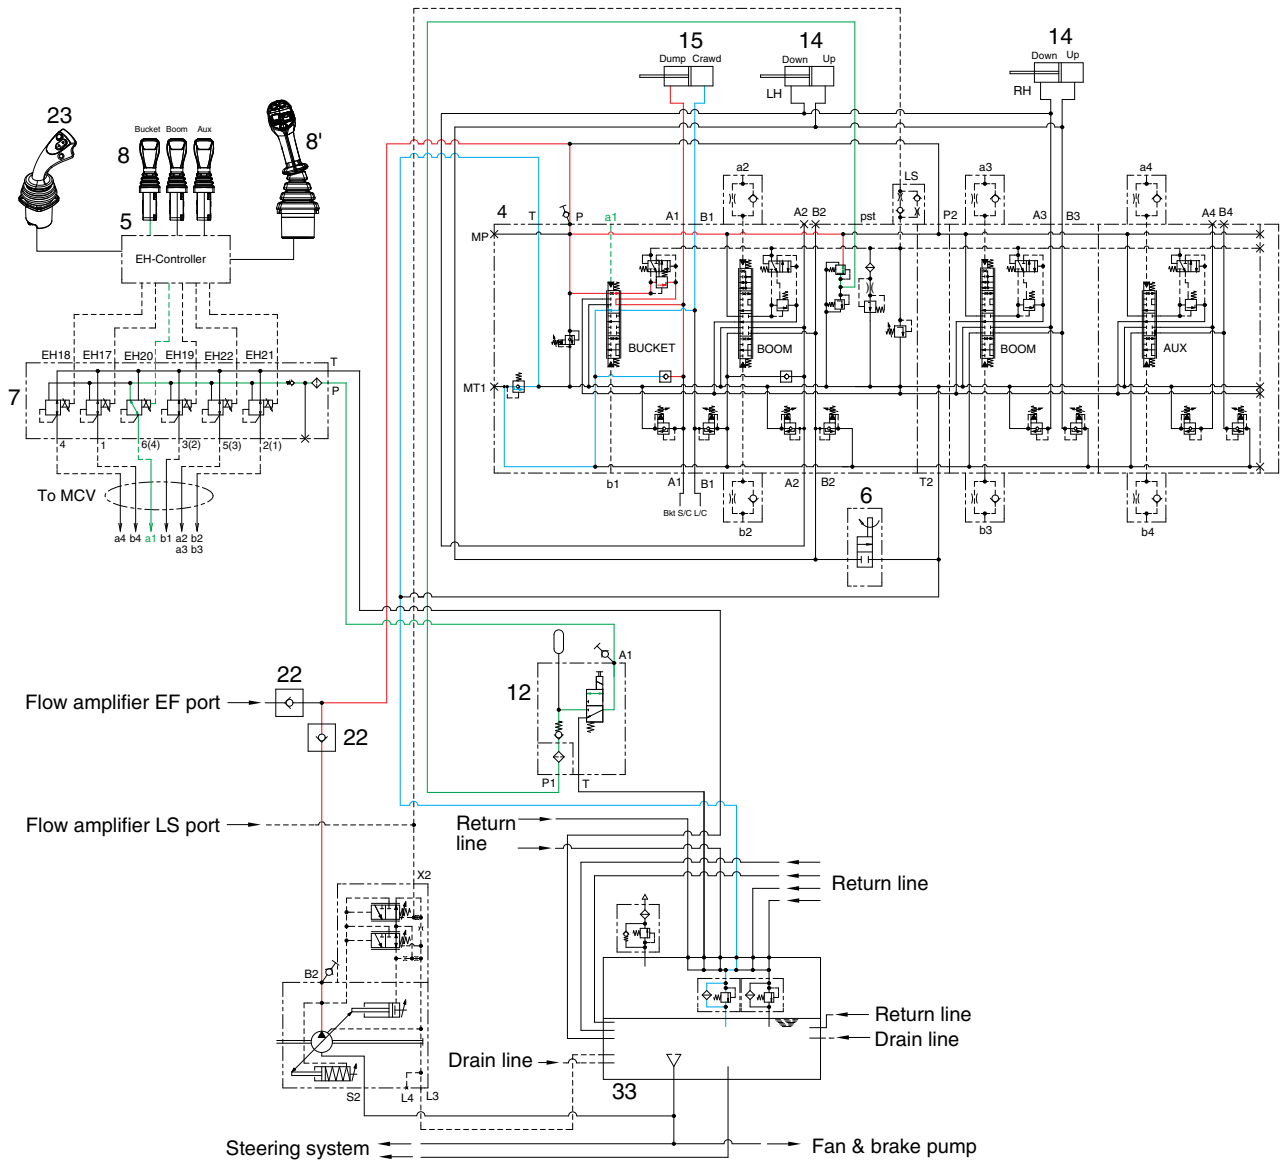 15
14
14
Dump Crawd
Down Up
Down Up
LH
RH
23
Bucket Boom Aux
8
8'
5
EH-Controller
a2
LS
a3
a4
4
T
P
a1
A1
B1
A2
B2
pst
P2
A3
B3
A4
B4
MP
BUCKET
BOOM
BOOM
AUX
MT1
EH18
EH17
EH20
EH19
EH22
EH21
T
P
7
4
1
6(4)
3(2)
5(3)
2(1)
To MCV
a4 b4 a1 b1 a2 b2
a3 b3
b1
A1
B1
A2
B2
T2
Bkt S/C L/C
b2
6
b3
b4
A1
12
P1
T
22
Flow amplifier EF port
22
Flow amplifier LS port
Return
line
Return line
X2
B2
S2
L4
L3
Return line
Drain line
Drain line
33
Steering system
Fan & brake pump